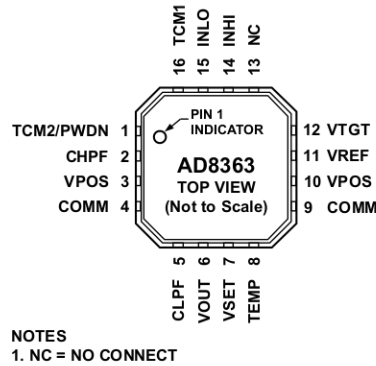 16 TCM1
15 INLO
14 INHI
13 NC
PIN 1
INDICATOR
TCM2/PWDN 1
CHPF 2
VPOS 3
COMM 4
AD8363
TOP VIEW
(Not to Scale)
12 VTGT
11 VREF
10 VPOS
9 COMM
CLPF 5
VOUT 6
VSET 7
TEMP 8
NOTES
1. NC = NO CONNECT